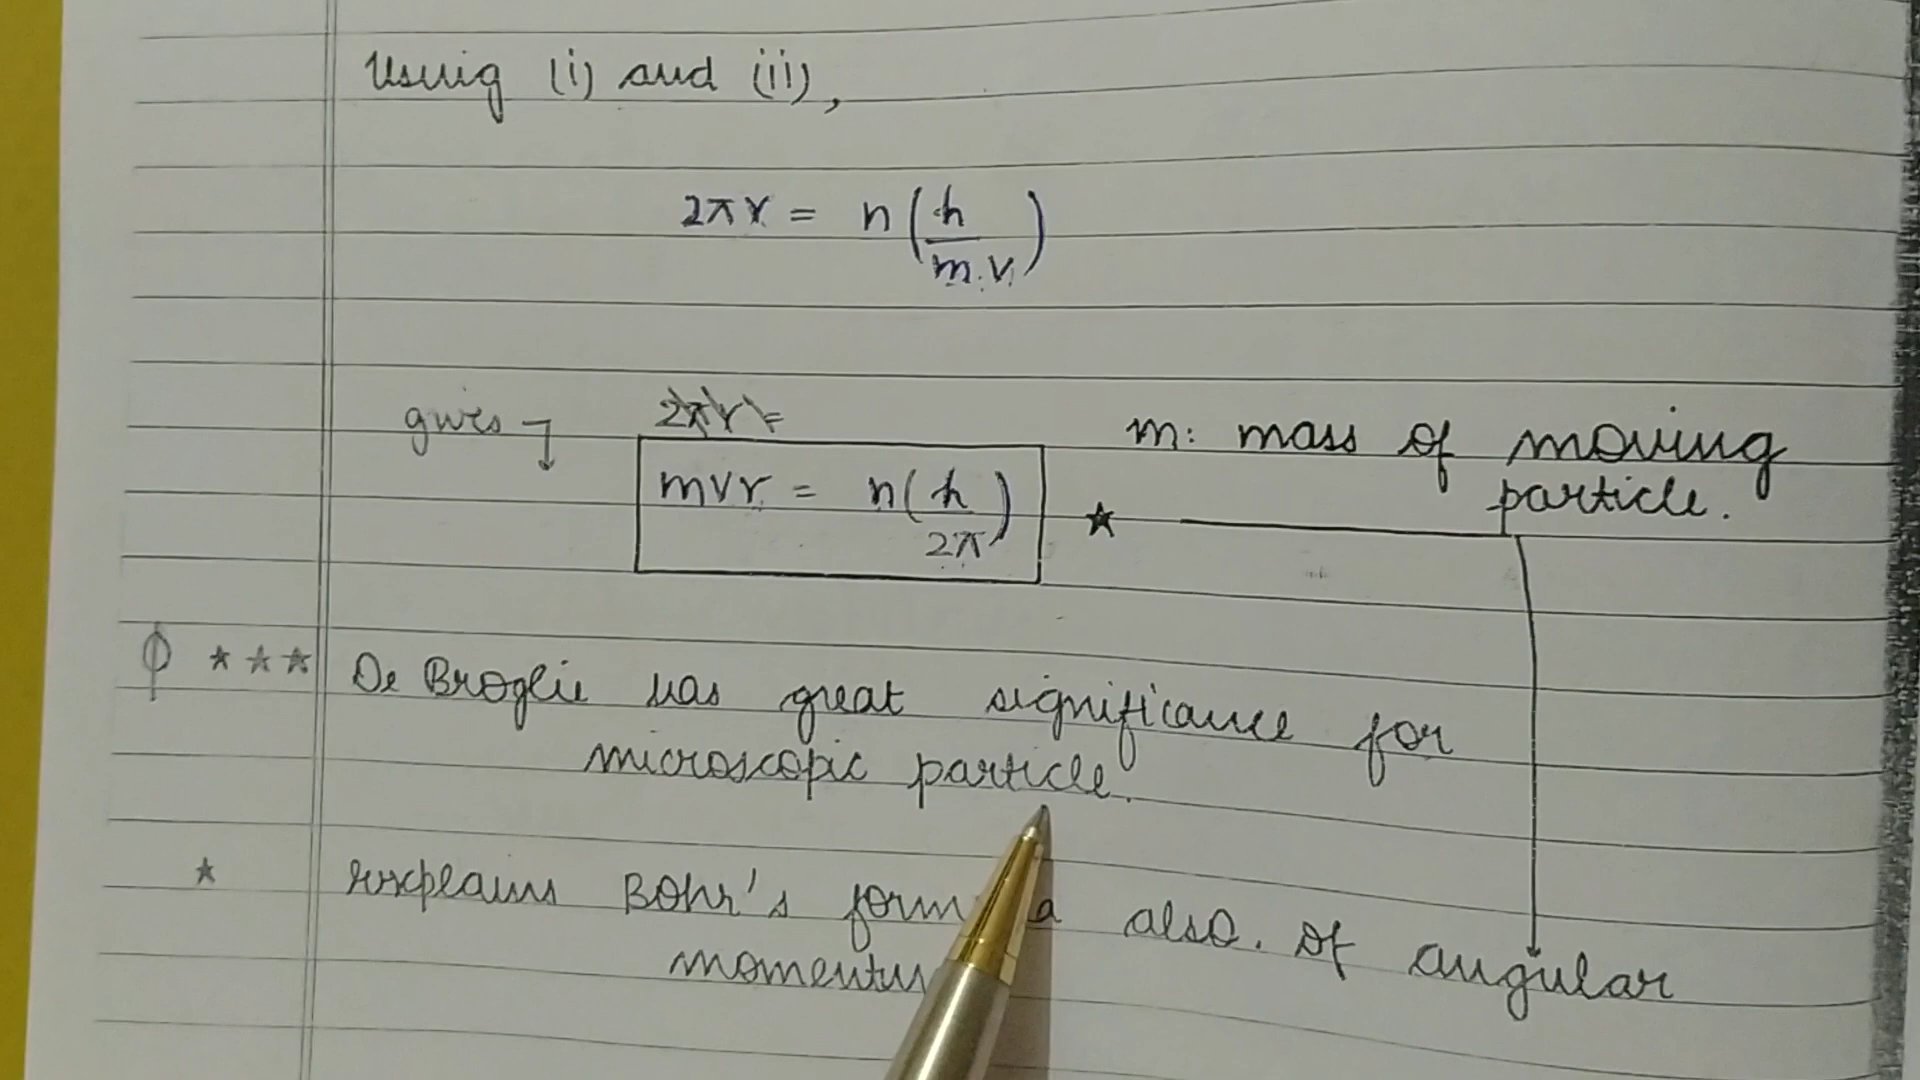 Using (i) and (ii),
2πr = n(h/m.v)
gives
2πr =
mvr = n(h/2π)
m: mass of moving
particle.
De Broglie has great significance for
microscopic particle.
explains Bohr's form a also. of angular
momentu